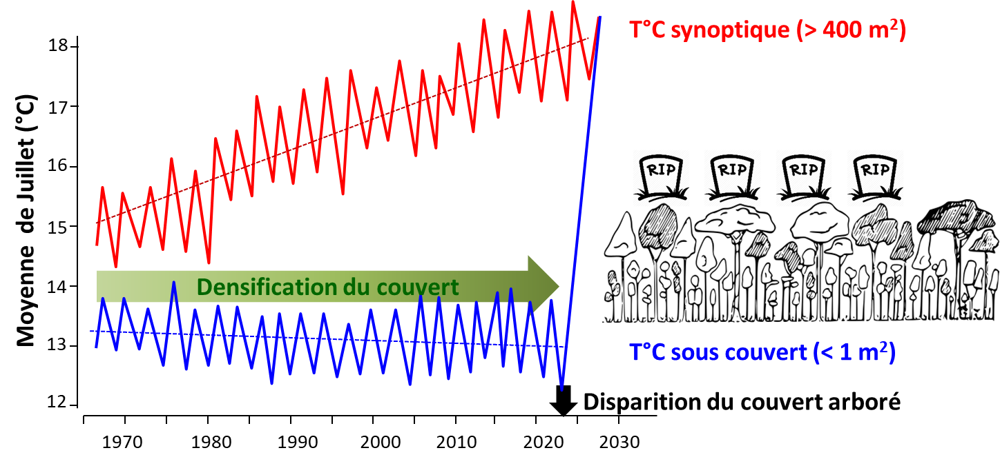 T°C synoptique (> 400 m²)
18
17
16
15
14
13
12
Moyenne de Juillet (°C)
RIP
RIP
RIP
RIP
Densification du couvert
T°C sous couvert (< 1 m²)
Disparition du couvert arboré
1970
1980
1990
2000
2010
2020
2030